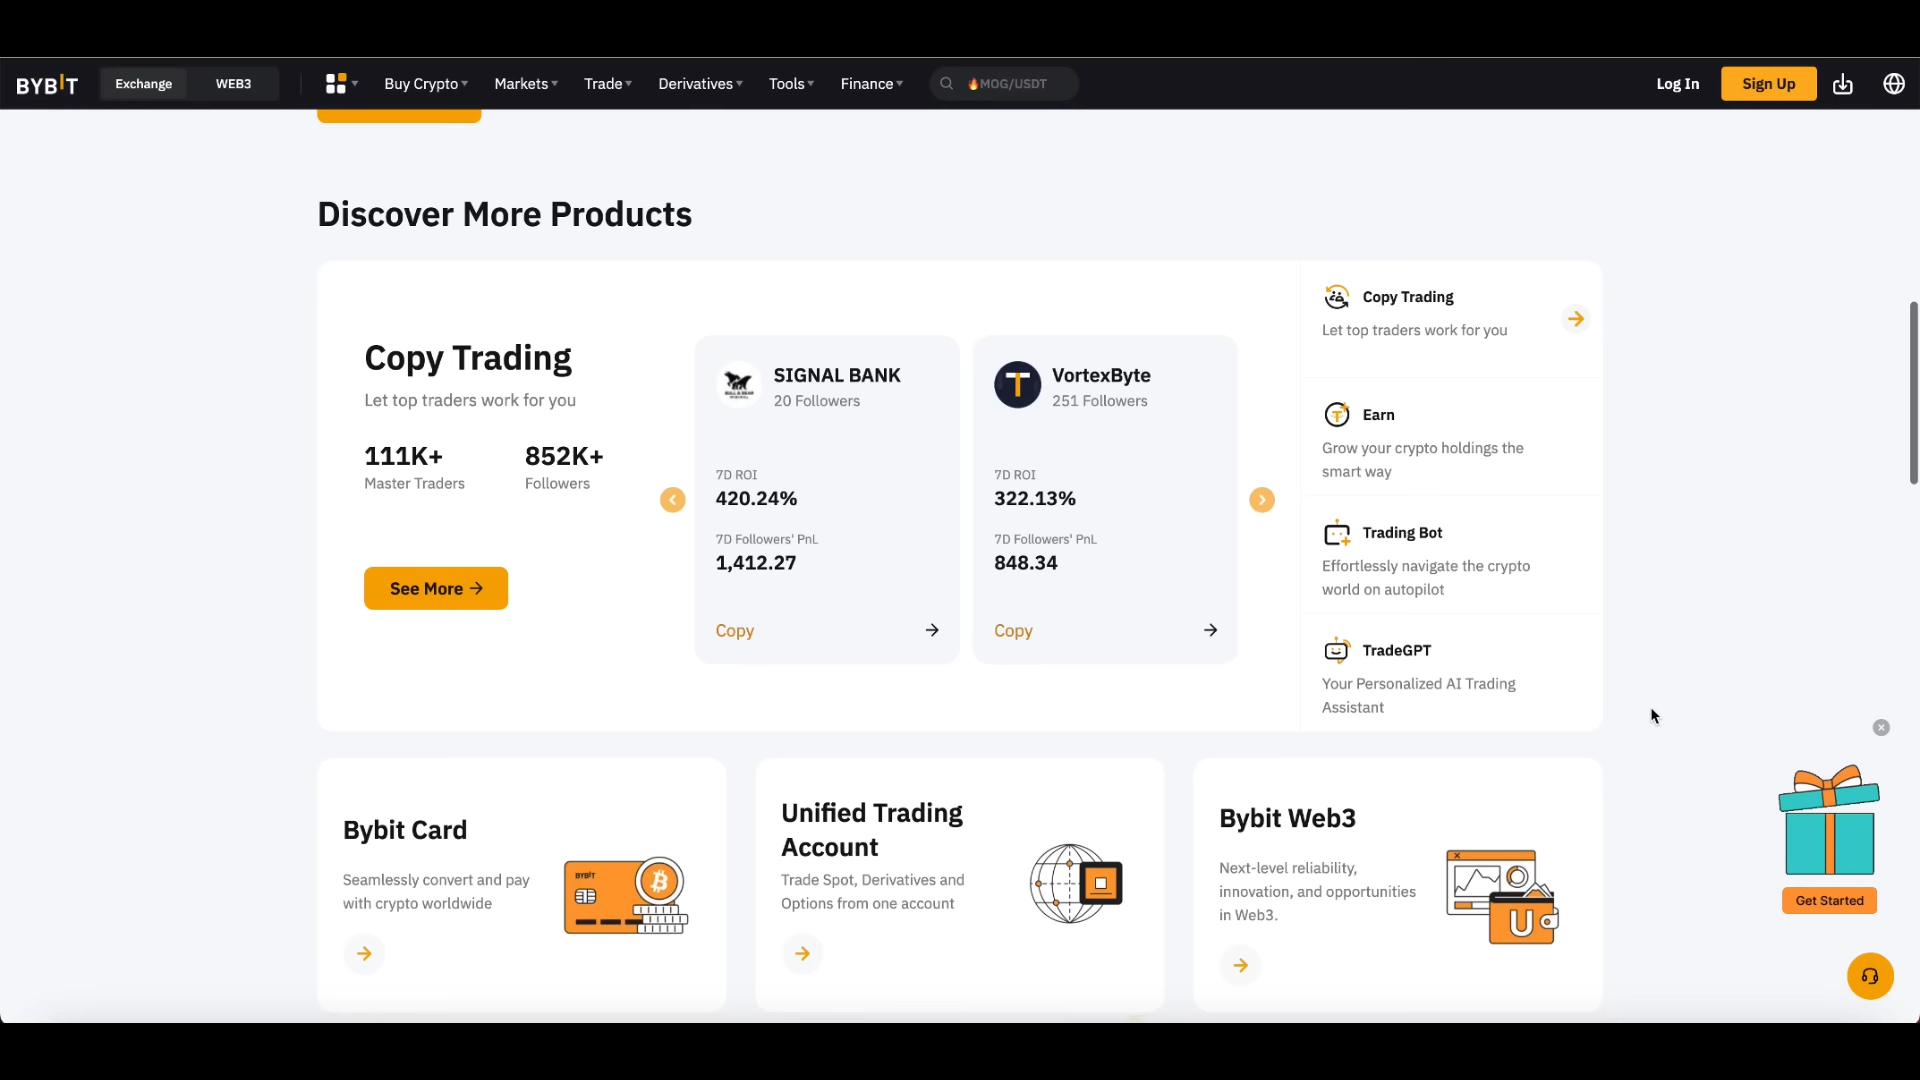 BYBIT Exchange WEB3 Buy Crypto Markets Trade Derivatives Tools Finance MOG/USDT Log In Sign Up
Discover More Products
Copy Trading
Let top traders work for you
111K+ 852K+
Master Traders Followers
See More
SIGNAL BANK
20 Followers
7D ROI
420.24%
7D Followers' PnL
1,412.27
Copy
VortexByte
251 Followers
7D ROI
322.13%
7D Followers' PnL
848.34
Copy
Copy Trading
Let top traders work for you
Earn
Grow your crypto holdings the
smart way
Trading Bot
Effortlessly navigate the crypto
world on autopilot
TradeGPT
Your Personalized AI Trading
Assistant
Bybit Card
Seamlessly convert and pay
with crypto worldwide
BYBIT
Unified Trading
Account
Trade Spot, Derivatives and
Options from one account
Bybit Web3
Next-level reliability,
innovation, and opportunities
in Web3.
U
Get Started